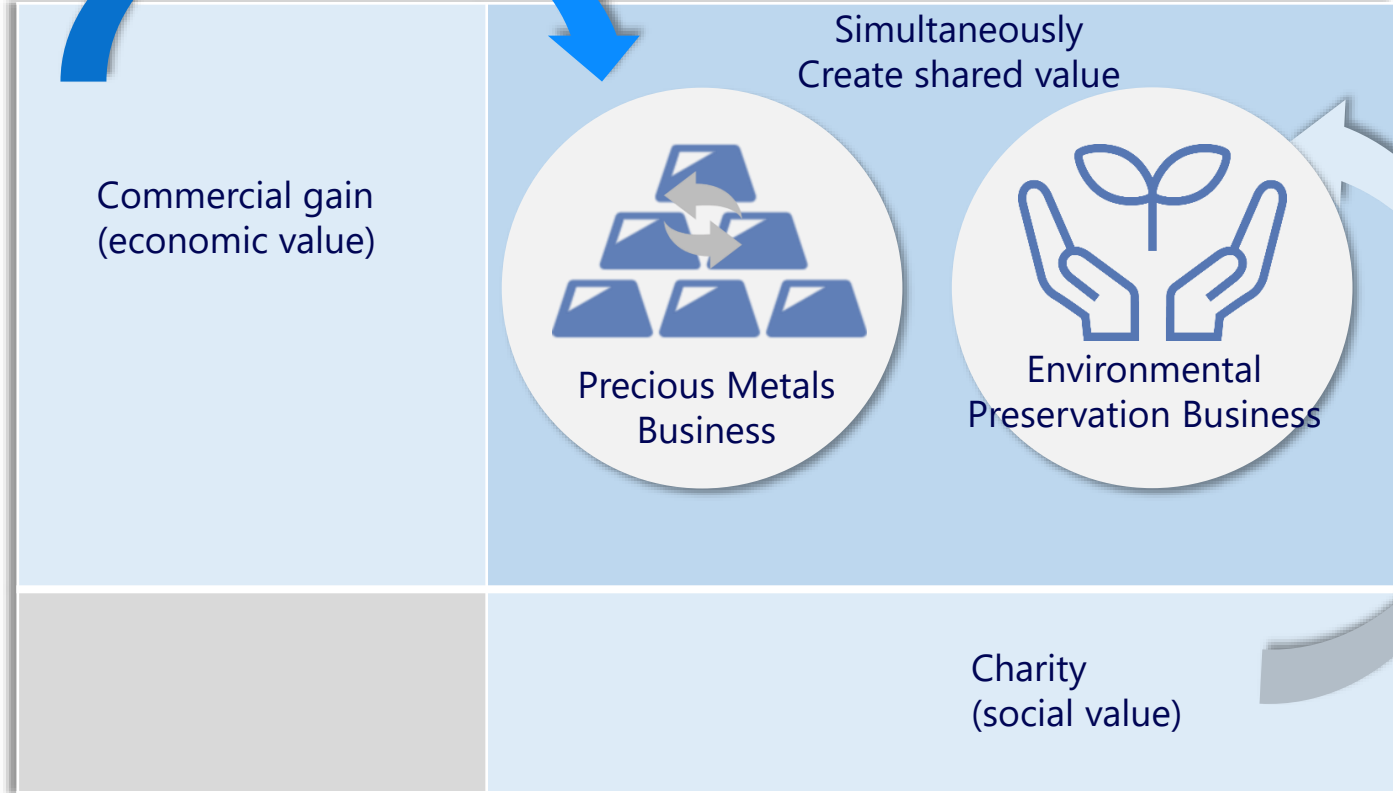 Simultaneously
Create shared value
Commercial gain
(economic value)
Precious Metals
Business
Environmental
Preservation Business
Charity
(social value)